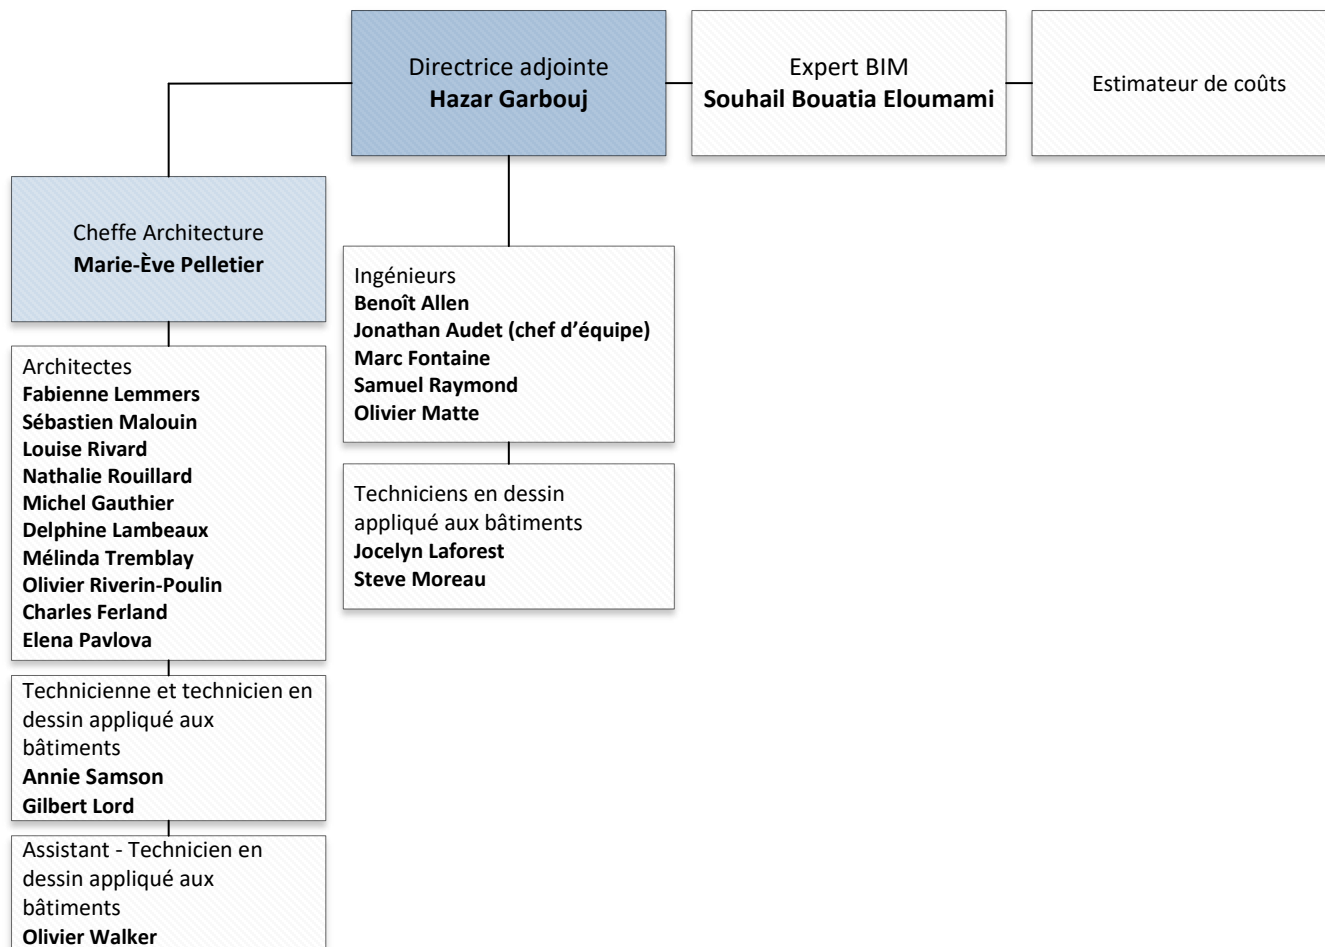 Directrice adjointe
Hazar Garbouj
Expert BIM
Souhail Bouatia Eloumami
Estimateur de coûts
Cheffe Architecture
Marie-Ève Pelletier
Architectes
Fabienne Lemmers
Sébastien Malouin
Louise Rivard
Nathalie Rouillard
Michel Gauthier
Delphine Lambeaux
Mélinda Tremblay
Olivier Riverin-Poulin
Charles Ferland
Elena Pavlova
Technicienne et technicien en
dessin appliqué aux
bâtiments
Annie Samson
Gilbert Lord
Assistant - Technicien en
dessin appliqué aux
bâtiments
Olivier Walker
Ingénieurs
Benoît Allen
Jonathan Audet (chef d’équipe)
Marc Fontaine
Samuel Raymond
Olivier Matte
Techniciens en dessin
appliqué aux bâtiments
Jocelyn Laforest
Steve Moreau